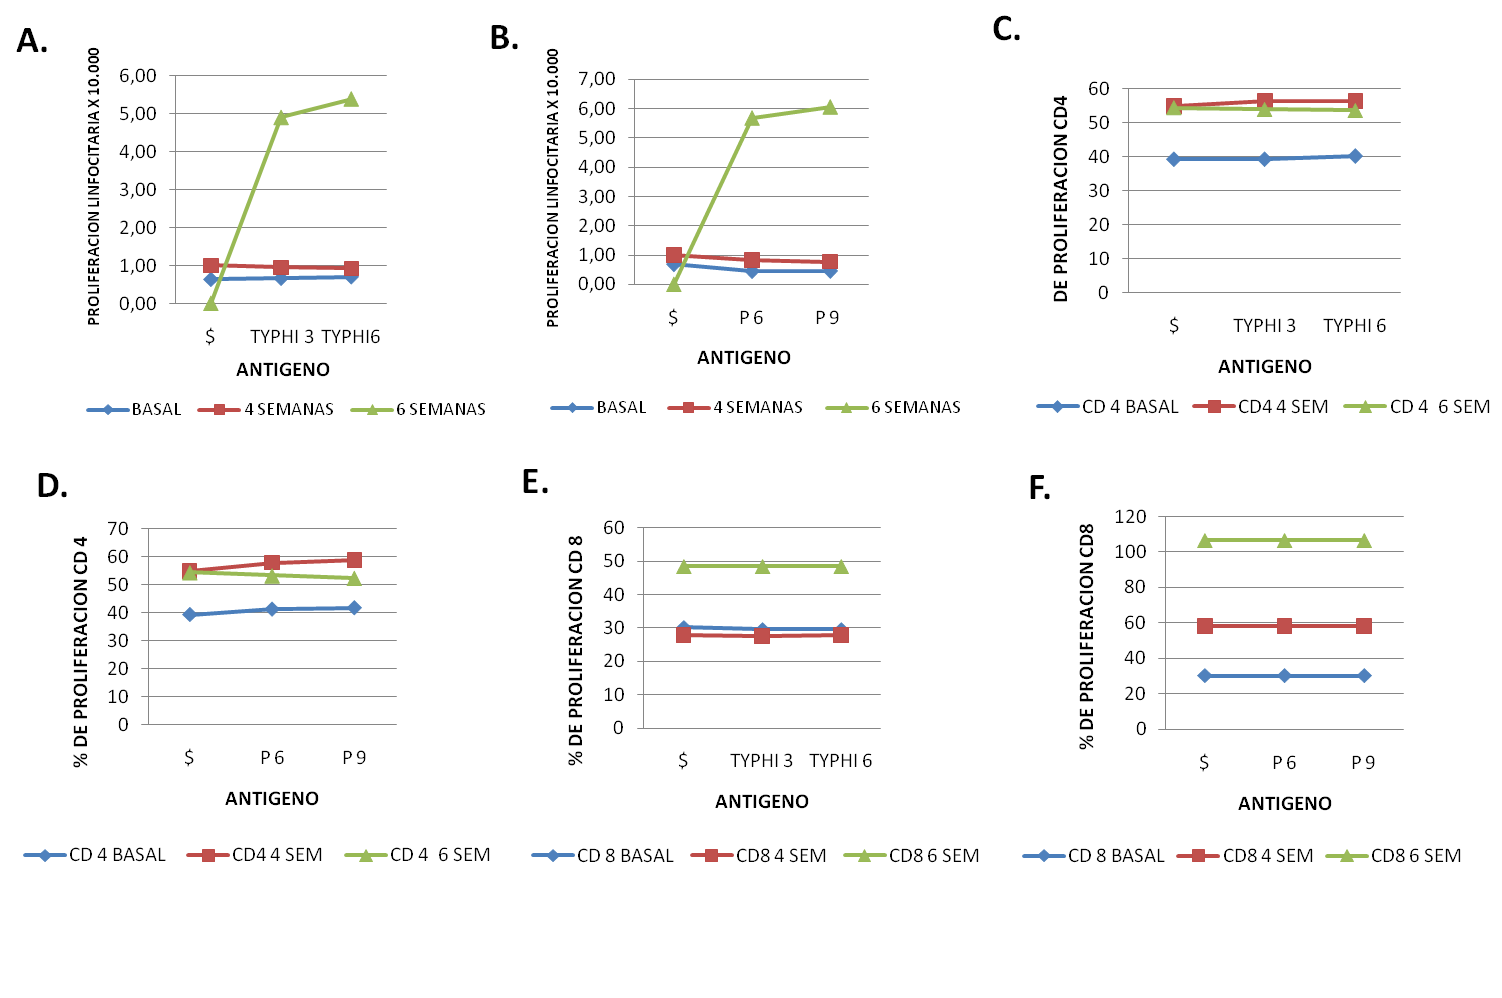 A.
PROLIFERACION LINFOCITARIA X 10.000
6,00
5,00
4,00
3,00
2,00
1,00
0,00
$ TYPHI 3 TYPHI6
ANTIGENO
BASAL 4 SEMANAS 6 SEMANAS
B.
PROLIFERACION LINFOCITARIA X 10.000
7,00
6,00
5,00
4,00
3,00
2,00
1,00
0,00
$ P 6 P 9
ANTIGENO
BASAL 4 SEMANAS 6 SEMANAS
C.
DE PROLIFERACION CD4
60
50
40
30
20
10
0
$ TYPHI 3 TYPHI 6
ANTIGENO
CD 4 BASAL CD4 4 SEM CD 4 6 SEM
D.
% DE PROLIFERACION CD 4
70
60
50
40
30
20
10
0
$ P 6 P 9
ANTIGENO
CD 4 BASAL CD4 4 SEM CD 4 6 SEM
E.
% DE PROLIFERACION CD 8
60
50
40
30
20
10
0
$ TYPHI 3 TYPHI 6
ANTIGENO
CD 8 BASAL CD8 4 SEM CD8 6 SEM
F.
% DE PROLIFERACION CD8
120
100
80
60
40
20
0
$ P 6 P 9
ANTIGENO
CD 8 BASAL CD8 4 SEM CD8 6 SEM